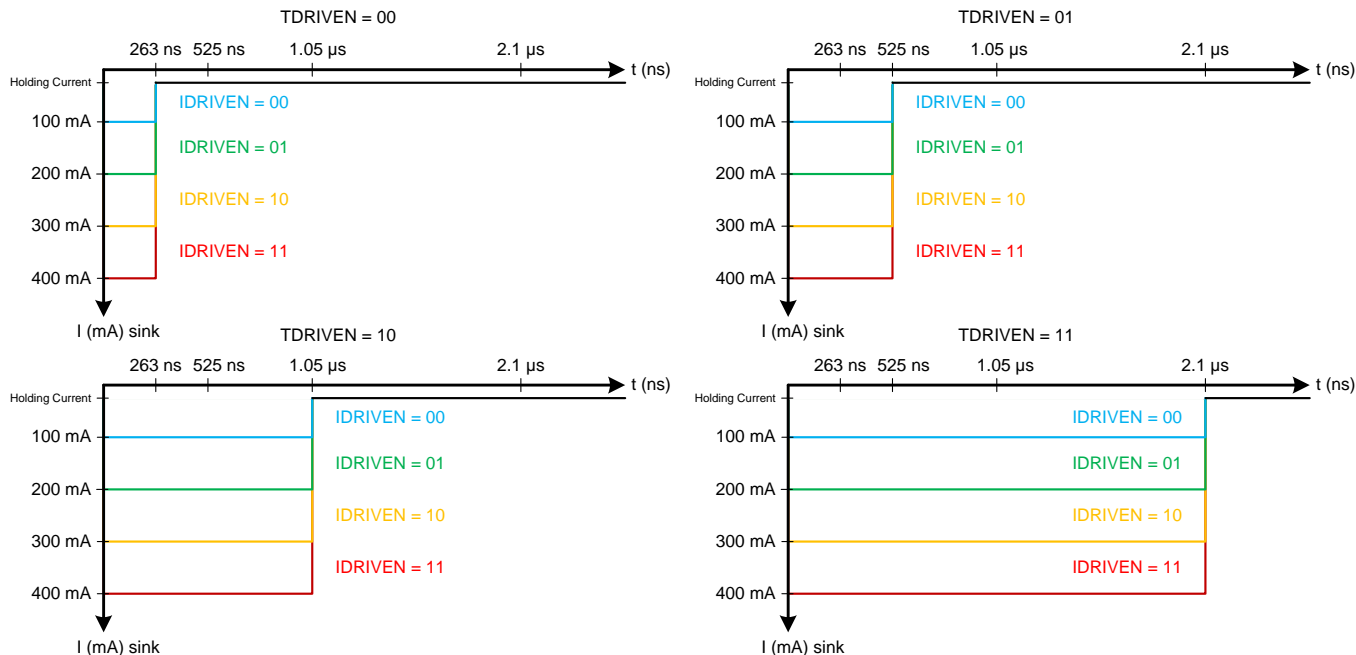 TDRIVEN = 00
263 ns 525 ns 1.05 µs 2.1 µs
t (ns)
Holding Current
IDRIVEN = 00
100 mA
IDRIVEN = 01
200 mA
IDRIVEN = 10
300 mA
IDRIVEN = 11
400 mA
I (mA) sink
TDRIVEN = 01
263 ns 525 ns 1.05 µs 2.1 µs
t (ns)
Holding Current
IDRIVEN = 00
100 mA
IDRIVEN = 01
200 mA
IDRIVEN = 10
300 mA
IDRIVEN = 11
400 mA
I (mA) sink
TDRIVEN = 10
263 ns 525 ns 1.05 µs 2.1 µs
t (ns)
Holding Current
IDRIVEN = 00
100 mA
IDRIVEN = 01
200 mA
IDRIVEN = 10
300 mA
IDRIVEN = 11
400 mA
I (mA) sink
TDRIVEN = 11
263 ns 525 ns 1.05 µs 2.1 µs
t (ns)
Holding Current
IDRIVEN = 00
100 mA
IDRIVEN = 01
200 mA
IDRIVEN = 10
300 mA
IDRIVEN = 11
400 mA
I (mA) sink